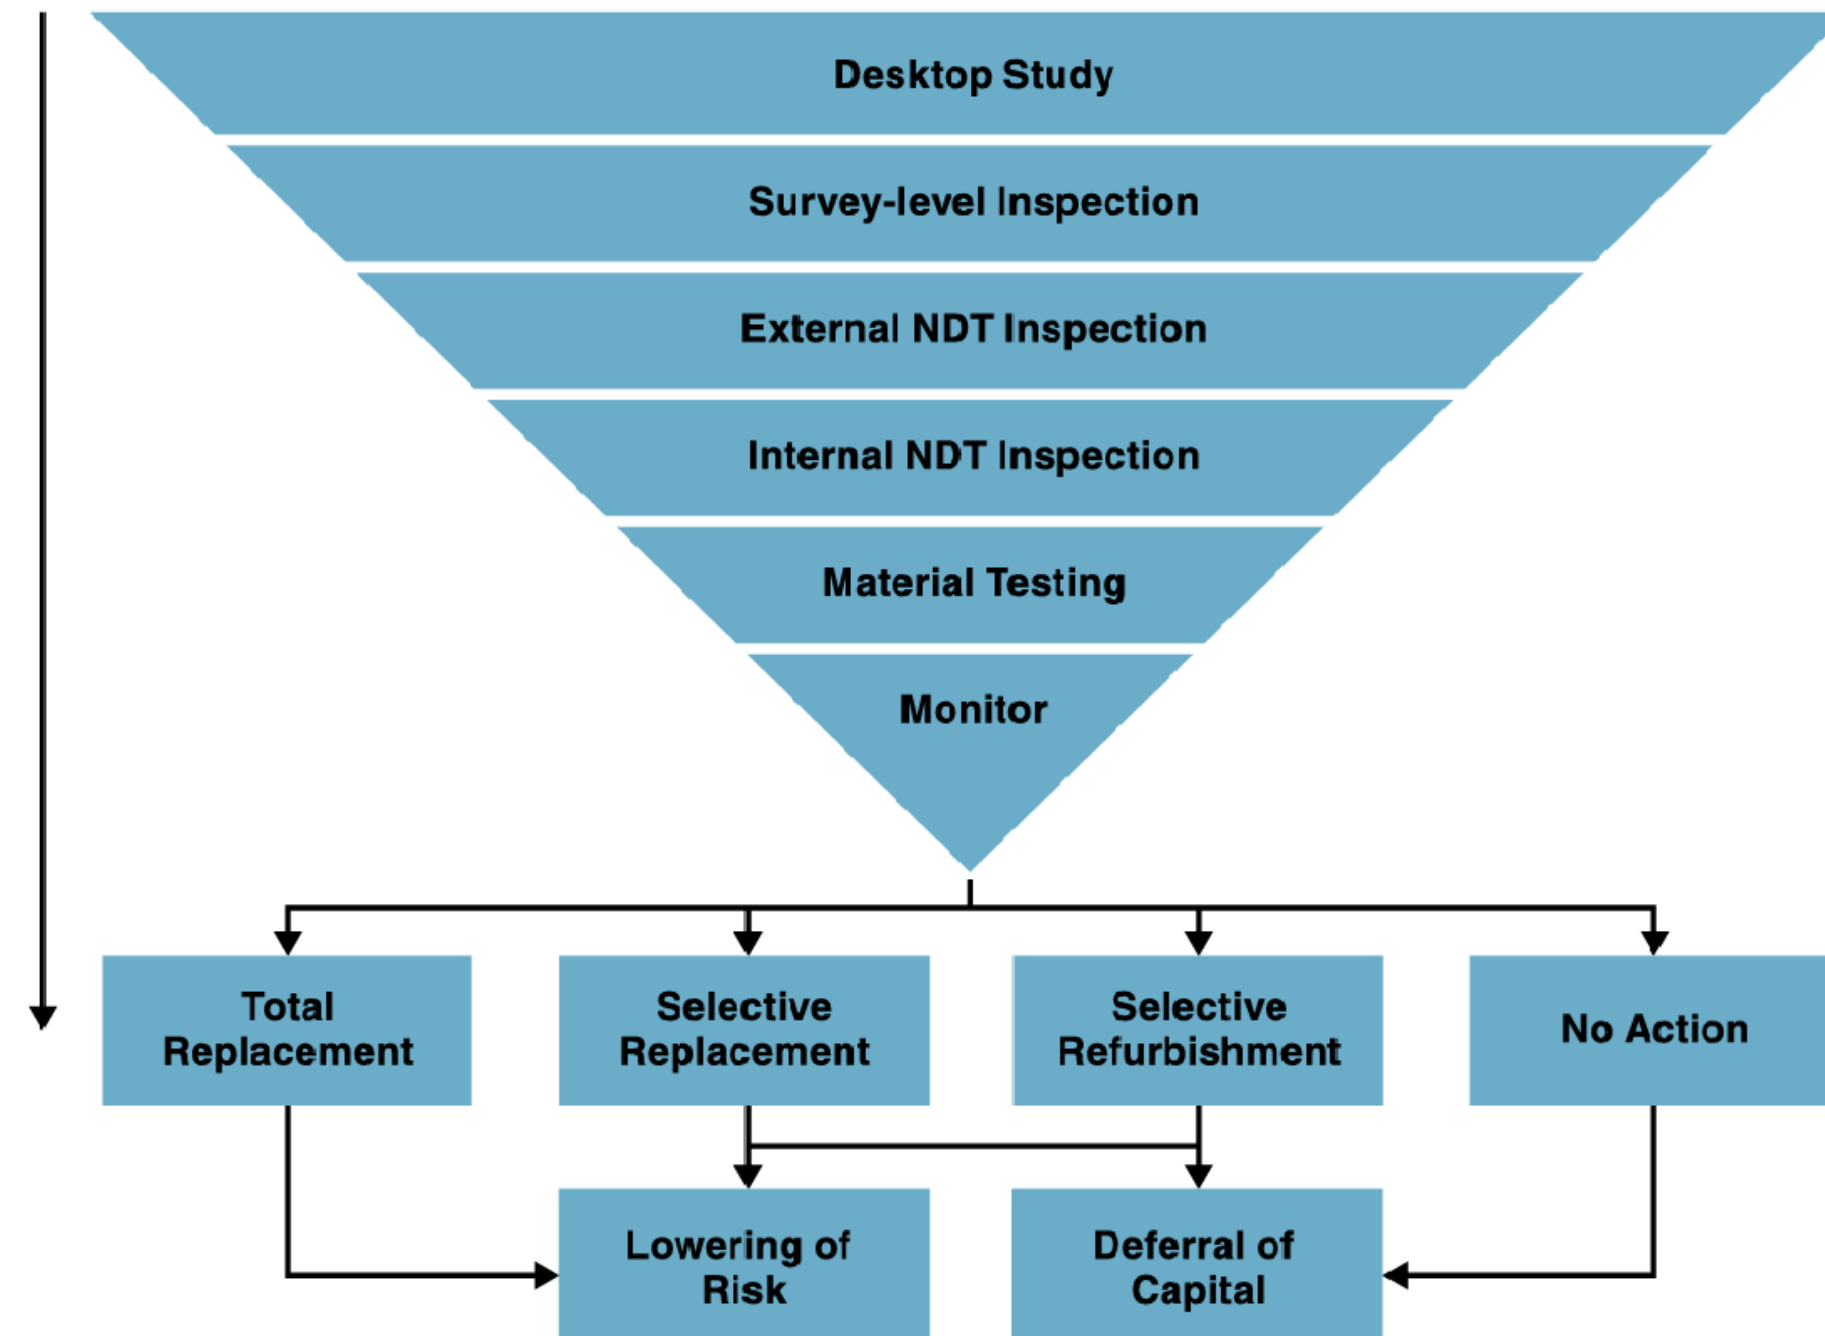 Desktop Study
Survey-level Inspection
External NDT Inspection
Internal NDT Inspection
Material Testing
Monitor
Total
Replacement
Selective
Replacement
Selective
Refurbishment
No Action
Lowering of
Risk
Deferral of
Capital